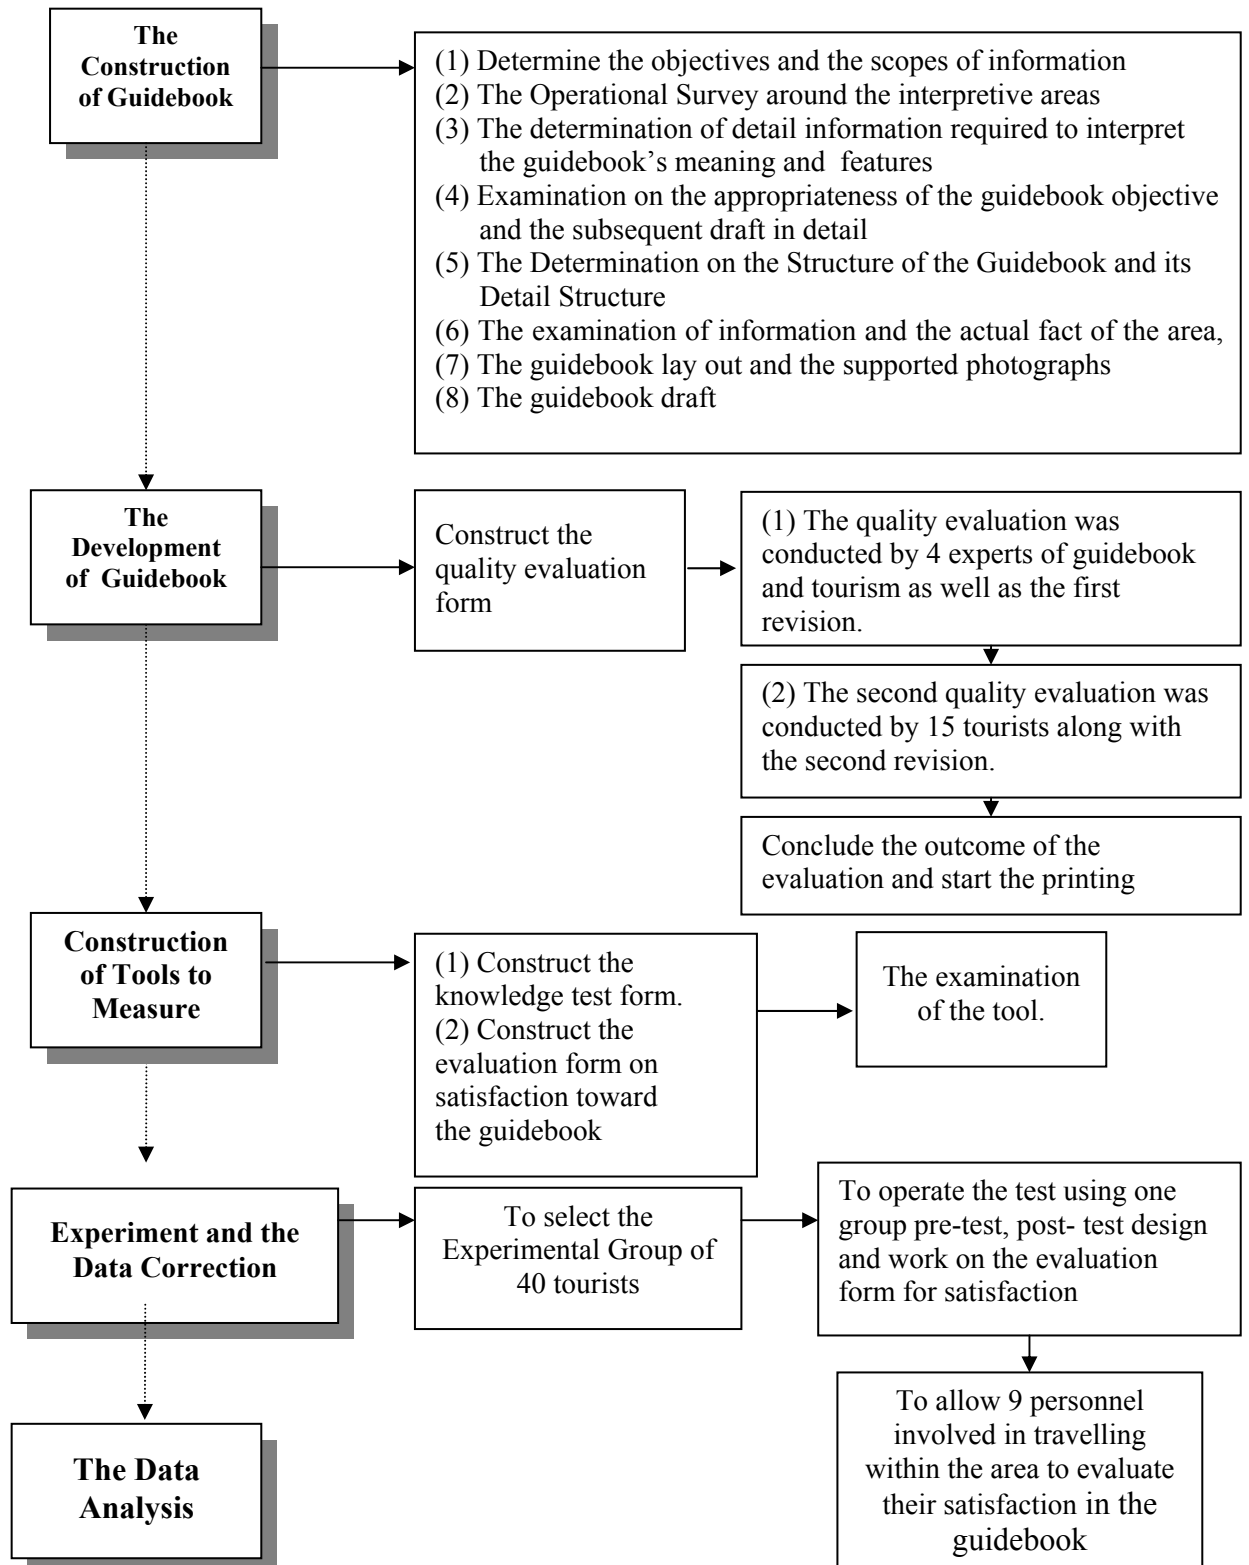 The
Construction
of Guidebook
(1) Determine the objectives and the scopes of information
(2) The Operational Survey around the interpretive areas
(3) The determination of detail information required to interpret
the guidebook’s meaning and features
(4) Examination on the appropriateness of the guidebook objective
and the subsequent draft in detail
(5) The Determination on the Structure of the Guidebook and its
Detail Structure
(6) The examination of information and the actual fact of the area,
(7) The guidebook lay out and the supported photographs
(8) The guidebook draft
The
Development
of Guidebook
Construct the
quality evaluation
form
(1) The quality evaluation was
conducted by 4 experts of guidebook
and tourism as well as the first
revision.
(2) The second quality evaluation was
conducted by 15 tourists along with
the second revision.
Conclude the outcome of the
evaluation and start the printing
Construction
of Tools to
Measure
(1) Construct the
knowledge test form.
(2) Construct the
evaluation form on
satisfaction toward
the guidebook
The examination
of the tool.
Experiment and the
Data Correction
To select the
Experimental Group of
40 tourists
To operate the test using one
group pre-test, post- test design
and work on the evaluation
form for satisfaction
To allow 9 personnel
involved in travelling
within the area to evaluate
their satisfaction in the
guidebook
The Data
Analysis